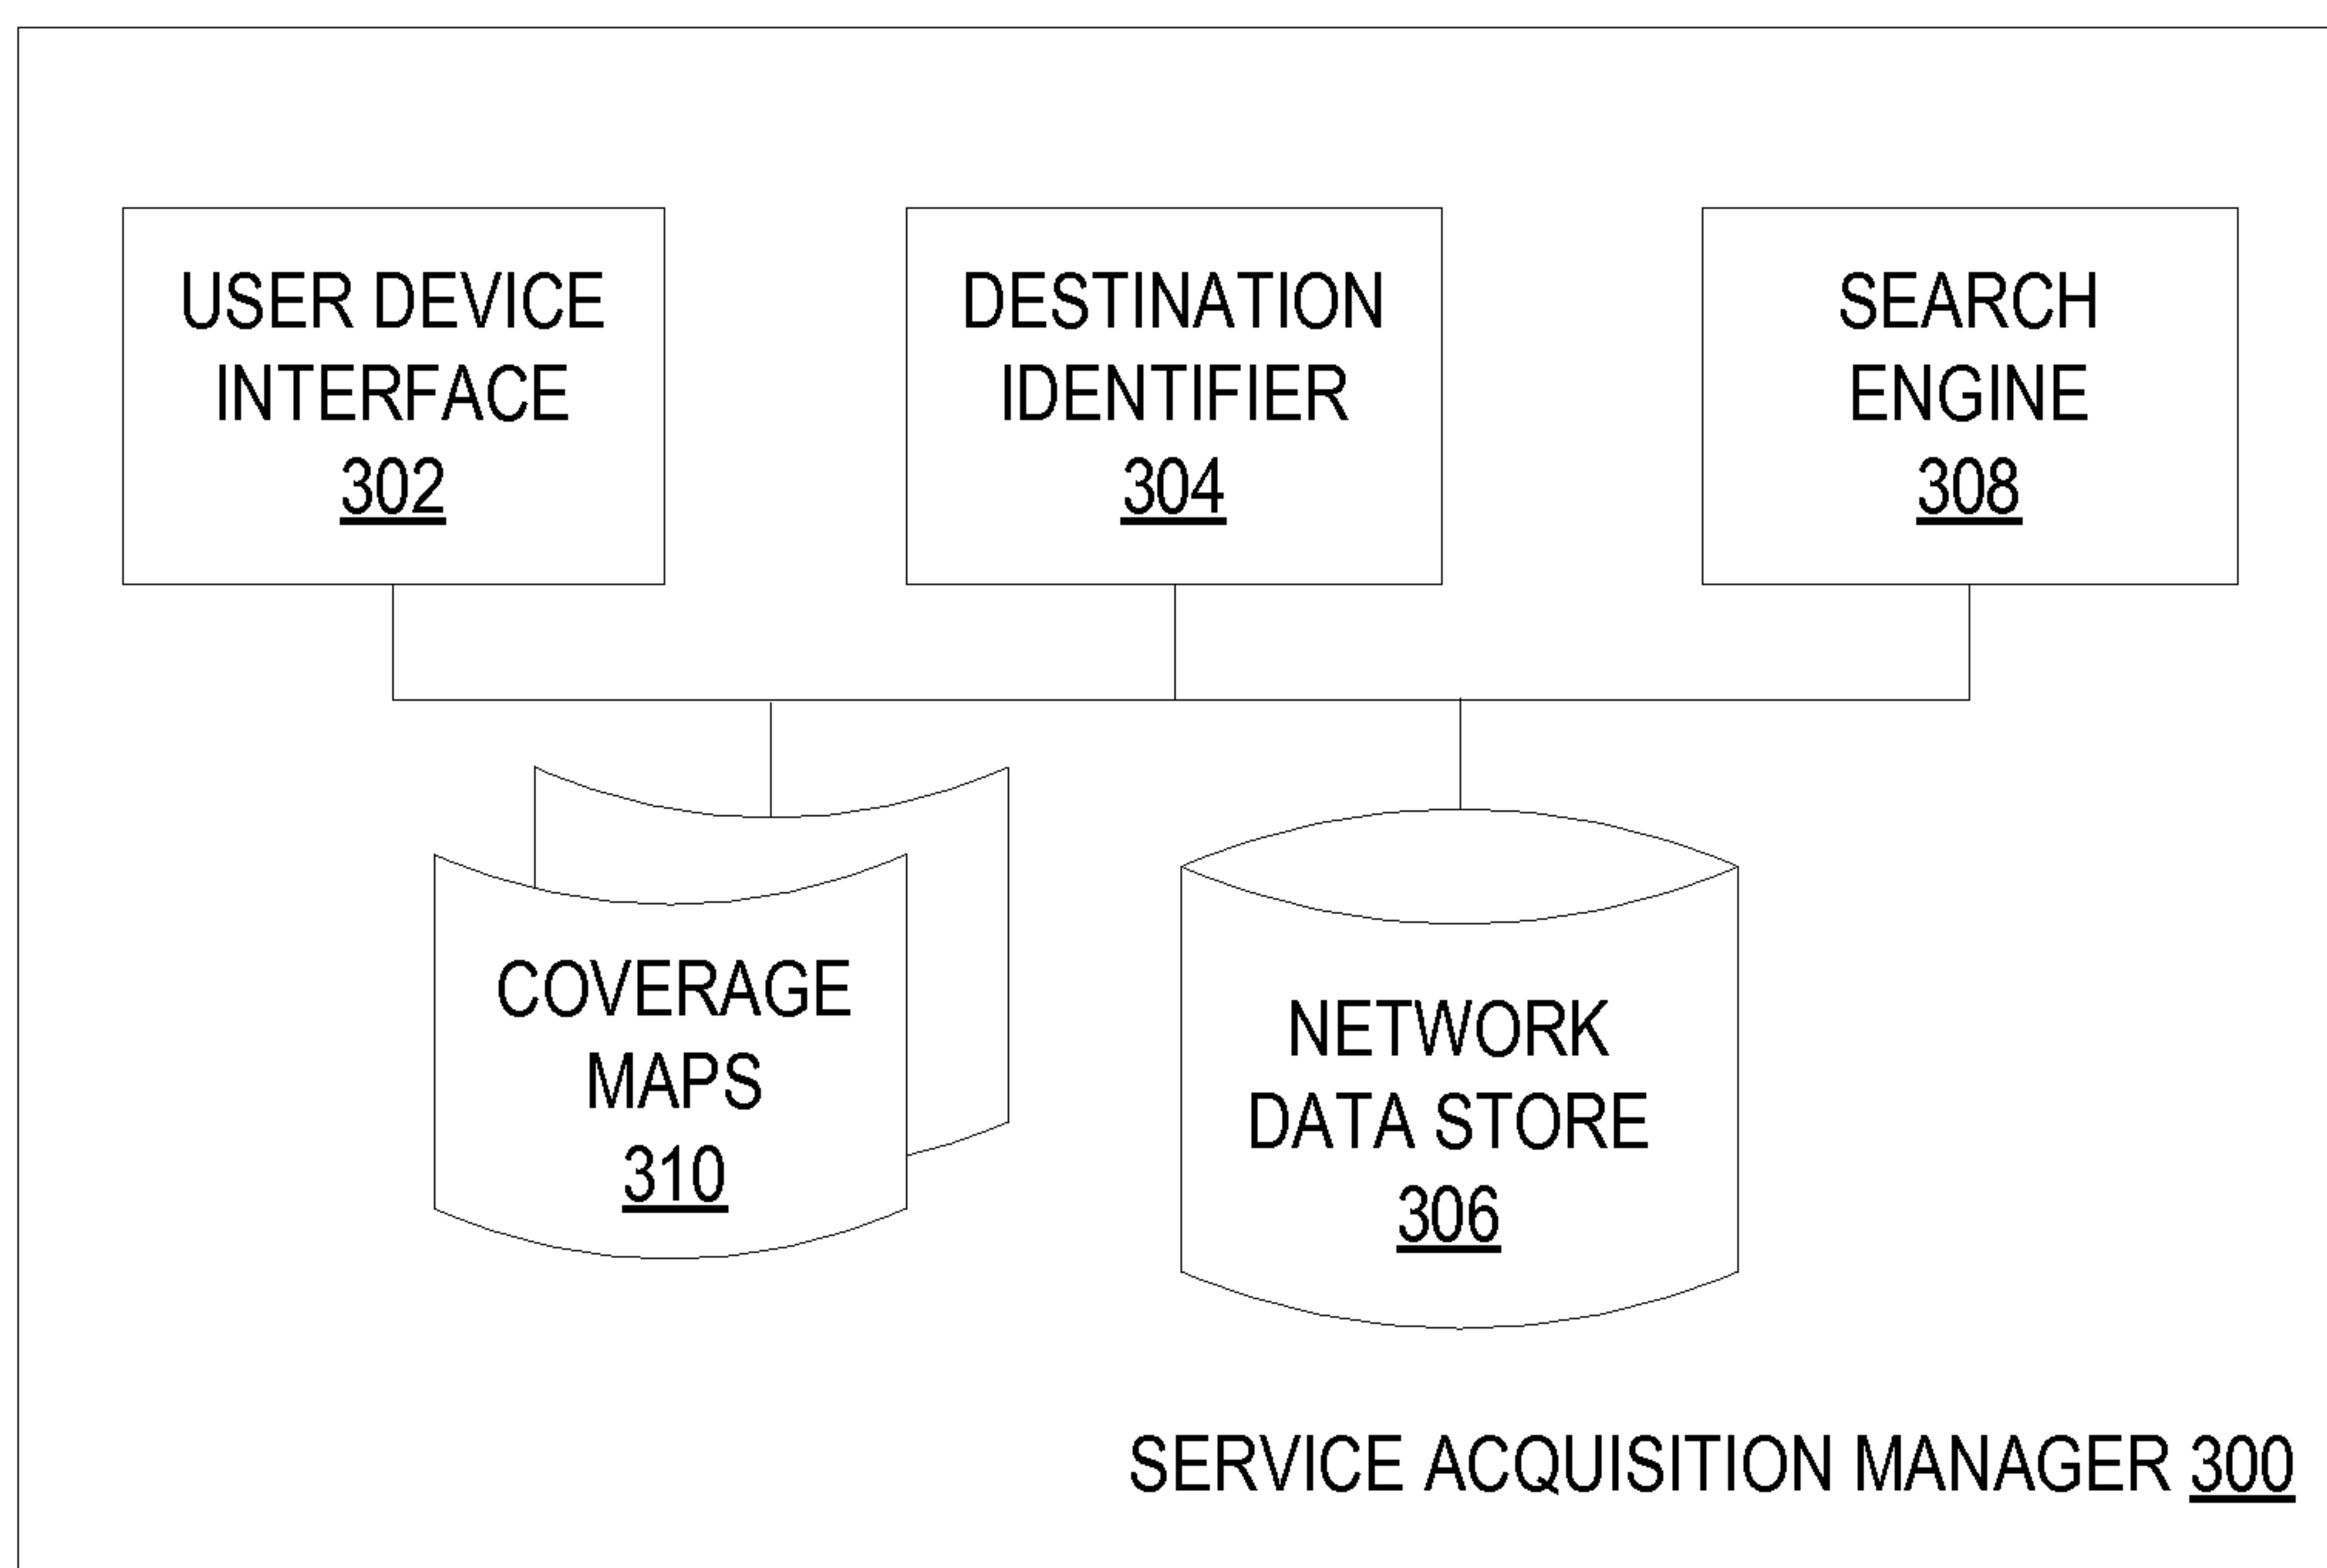 USER DEVICE
INTERFACE
302
DESTINATION
IDENTIFIER
304
SEARCH
ENGINE
308
COVERAGE
MAPS
310
NETWORK
DATA STORE
306
SERVICE ACQUISITION MANAGER 300